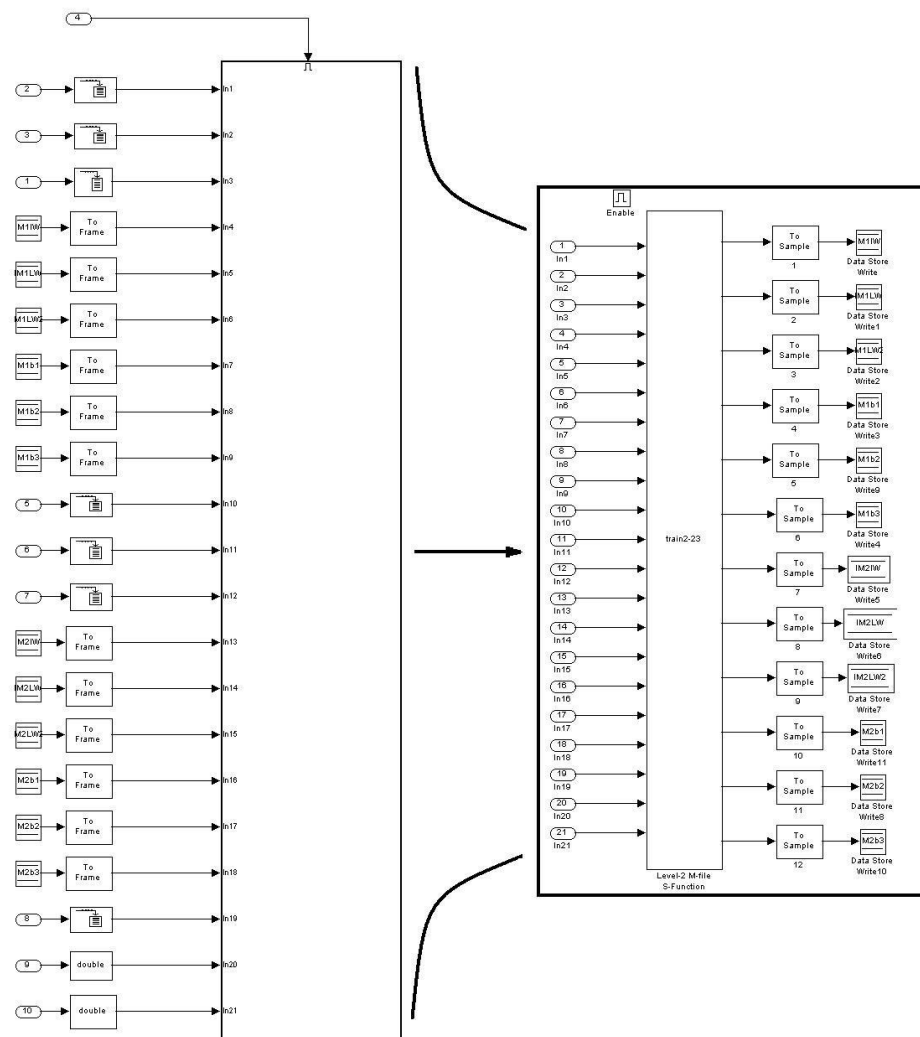 4
2
In1
3
In2
1
In3
M1IW
To
Frame
In4
IM1LW
To
Frame
In5
M1LW2
To
Frame
In6
M1b1
To
Frame
In7
M1b2
To
Frame
In8
M1b3
To
Frame
In9
5
In10
6
In11
7
In12
M2IW
To
Frame
In13
IM2LW
To
Frame
In14
M2LW2
To
Frame
In15
M2b1
To
Frame
In16
M2b2
To
Frame
In17
M2b3
To
Frame
In18
8
In19
9
double
In20
10
double
In21
Enable
1
In1
2
In2
3
In3
4
In4
5
In5
6
In6
7
In7
8
In8
9
In9
10
In10
11
In11
12
In12
13
In13
14
In14
15
In15
16
In16
17
In17
18
In18
19
In19
20
In20
21
In21
train2-23
Level-2 M-file
S-Function
To
Sample
1
M1IW
Data Store
Write
To
Sample
2
IM1LW
Data Store
Write1
To
Sample
3
M1LW2
Data Store
Write2
To
Sample
4
M1b1
Data Store
Write3
To
Sample
5
M1b2
Data Store
Write9
To
Sample
6
M1b3
Data Store
Write4
To
Sample
7
IM2IW
Data Store
Write5
To
Sample
8
IM2LW
Data Store
Write6
To
Sample
9
IM2LW2
Data Store
Write7
To
Sample
10
M2b1
Data Store
Write11
To
Sample
11
M2b2
Data Store
Write8
To
Sample
12
M2b3
Data Store
Write10